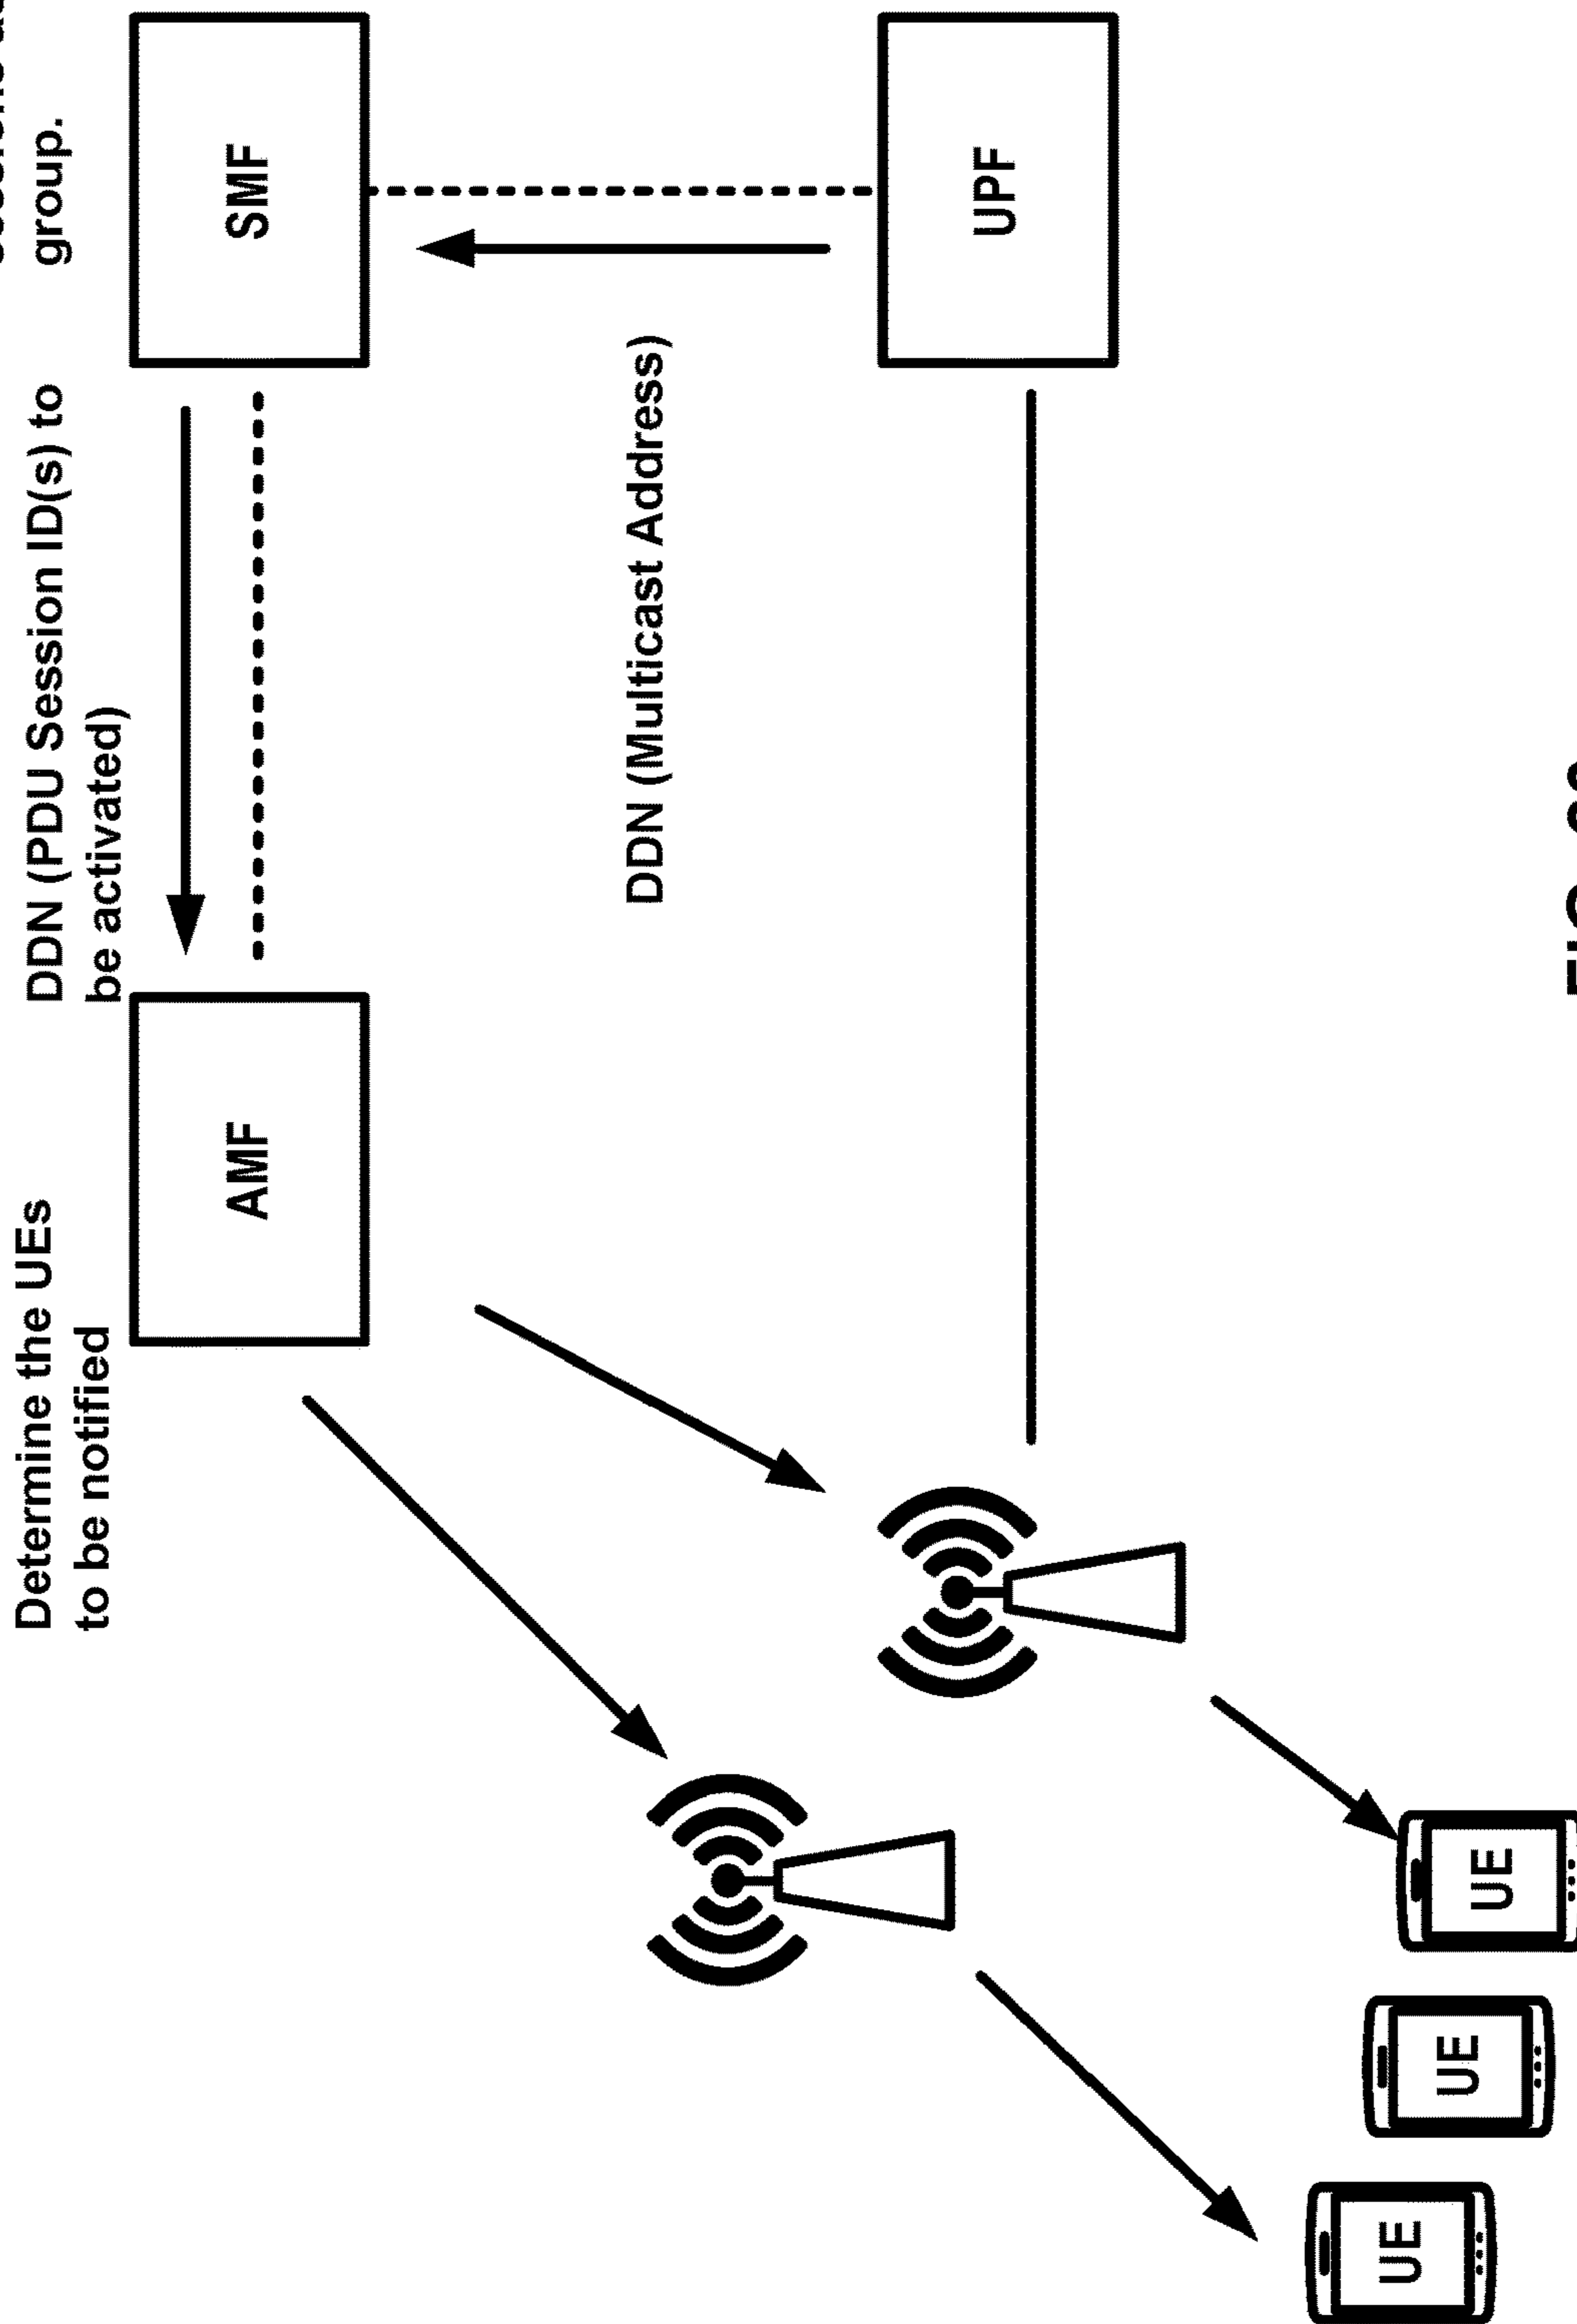 group.
DDN (PDU Session ID(s) to
be activated)
Determine the UEs
to be notified
SMF
AMF
DDN (Multicast Address)
UPF
UE
UE
UE